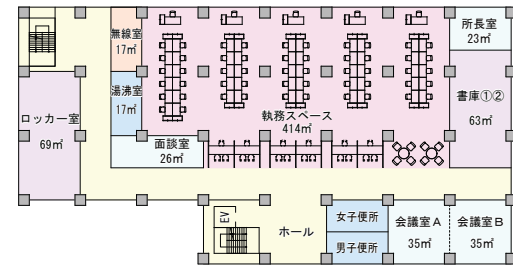 無線室
17㎡
所長室
23㎡
湯沸室
17㎡
ロッカー室
69㎡
執務スペース
414㎡
書庫①②
63㎡
面談室
26㎡
EV
ホール
女子便所
男子便所
会議室A
35㎡
会議室B
35㎡